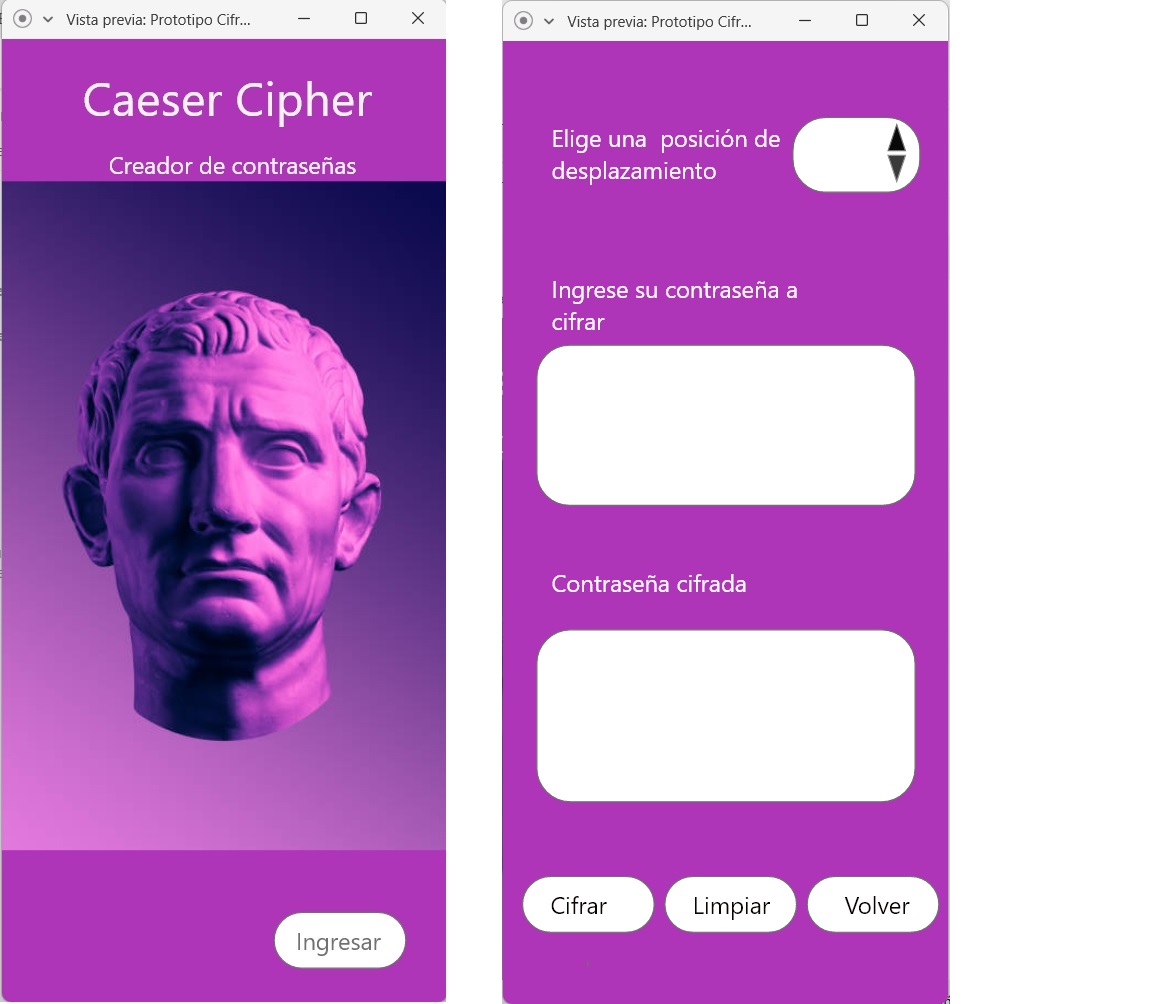 Vista previa: Prototipo Cifr...
Caeser Cipher
Creador de contraseñas
Ingresar
Vista previa: Prototipo Cifr...
Elige una  posición de
desplazamiento
Ingrese su contraseña a
cifrar
Contraseña cifrada
Cifrar
Limpiar
Volver